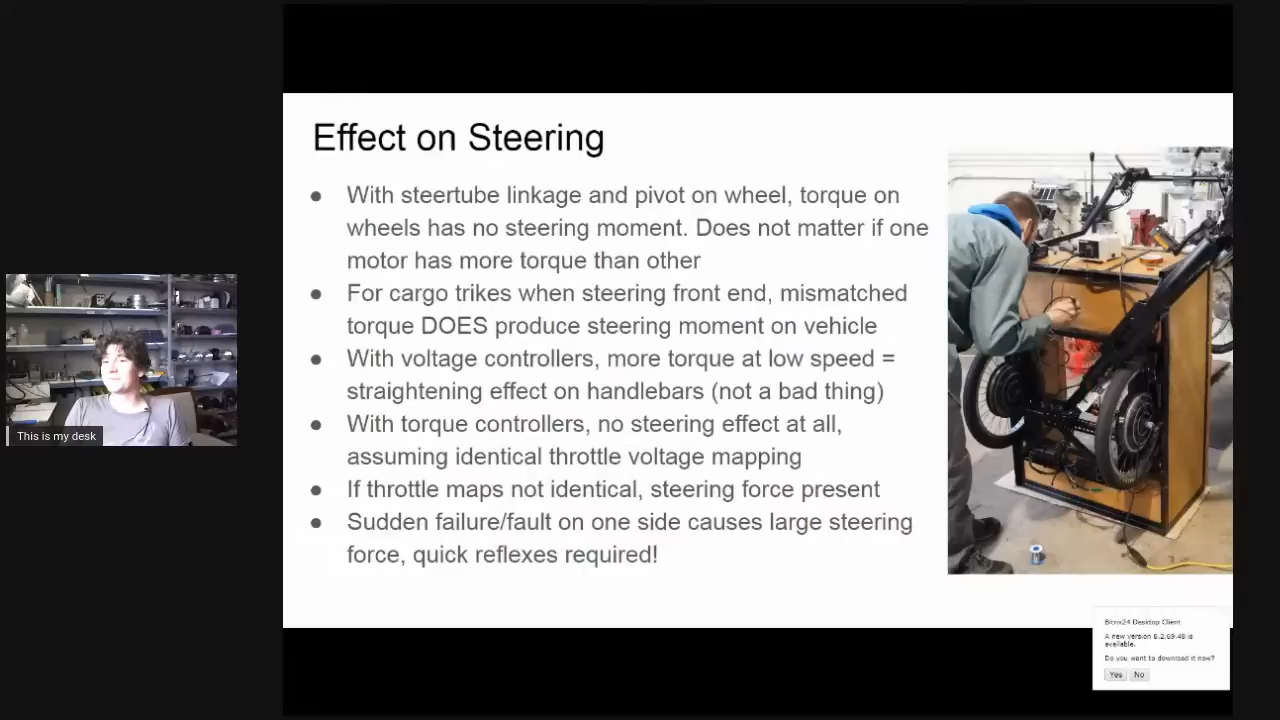 Effect on Steering
● With steertube linkage and pivot on wheel, torque on
wheels has no steering moment. Does not matter if one
motor has more torque than other
● For cargo trikes when steering front end, mismatched
torque DOES produce steering moment on vehicle
● With voltage controllers, more torque at low speed =
straightening effect on handlebars (not a bad thing)
● With torque controllers, no steering effect at all,
assuming identical throttle voltage mapping
● If throttle maps not identical, steering force present
● Sudden failure/fault on one side causes large steering
force, quick reflexes required!
This is my desk
Bitrix24 Desktop Client
A new version 8.2.69.48 is
available.
Do you want to download it now?
Yes No